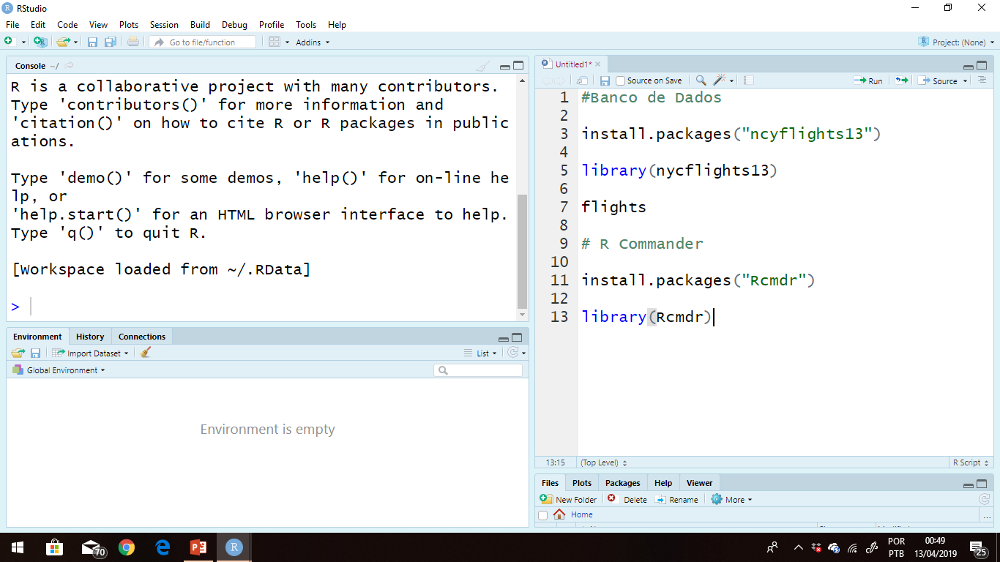 RStudio
File Edit Code View Plots Session Build Debug Profile Tools Help
Go to file/function Addins Project: (None)
Console ~/
R is a collaborative project with many contributors.
Type 'contributors()' for more information and
'citation()' on how to cite R or R packages in public
ations.
Type 'demo()' for some demos, 'help()' for on-line he
lp, or
'help.start()' for an HTML browser interface to help.
Type 'q()' to quit R.
[Workspace loaded from ~/.RData]
>
Environment History Connections
Import Dataset List
Global Environment
Environment is empty
Untitled1*
Source on Save Run Source
1 #Banco de Dados
2
3 install.packages("ncyflights13")
4
5 library(nycflights13)
6
7 flights
8
9 # R Commander
10
11 install.packages("Rcmdr")
12
13 library(Rcmdr)
13:15 (Top Level) R Script
Files Plots Packages Help Viewer
New Folder Delete Rename More
Home ...
70 POR 00:49
PTB 13/04/2019 25